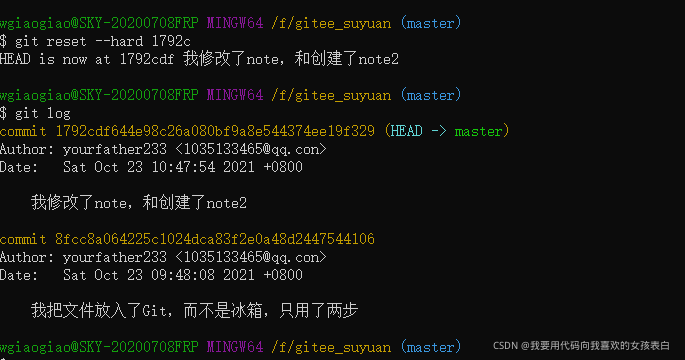 wgiaogiao@SKY-20200708FRP MINGW64 /f/gitee_suyuan (master)
$ git reset --hard 1792c
HEAD is now at 1792cdf 我修改了note，和创建了note2
wgiaogiao@SKY-20200708FRP MINGW64 /f/gitee_suyuan (master)
$ git log
commit 1792cdf644e98c26a080bf9a8e544374ee19f329 (HEAD -> master)
Author: yourfather233 <1035133465@qq.con>
Date:   Sat Oct 23 10:47:54 2021 +0800
我修改了note，和创建了note2
commit 8fcc8a064225c1024dca83f2e0a48d2447544106
Author: yourfather233 <1035133465@qq.con>
Date:   Sat Oct 23 09:48:08 2021 +0800
我把文件放入了Git，而不是冰箱，只用了两步
wgiaogiao@SKY-20200708FRP MINGW64 /f/gitee_suyuan (master)
CSDN @我要用代码向我喜欢的女孩表白